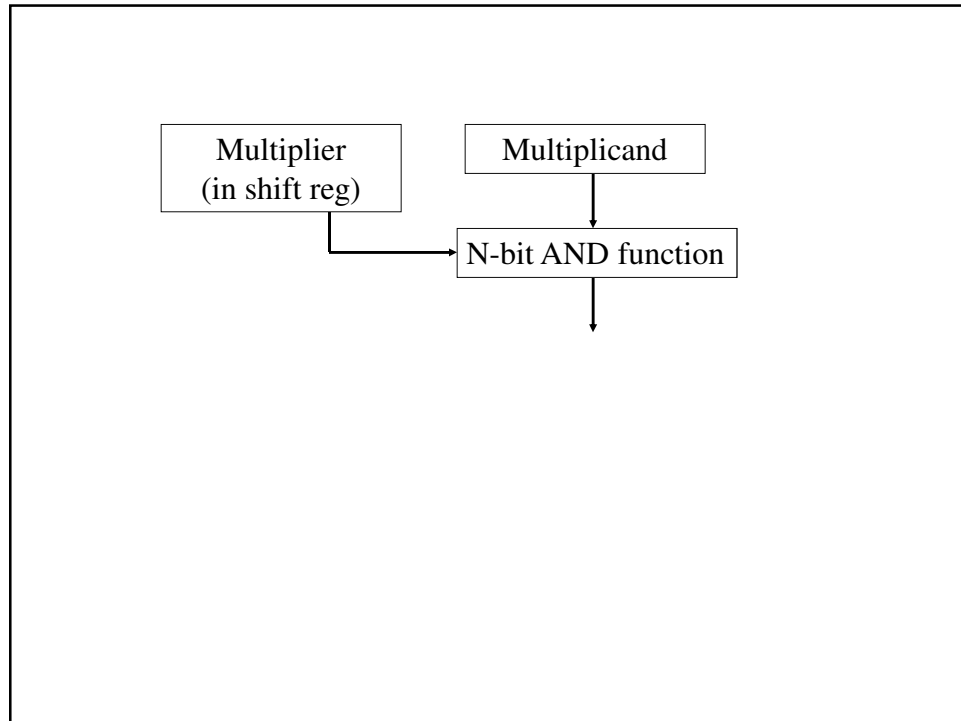 Multiplier
(in shift reg)
Multiplicand
N-bit AND function